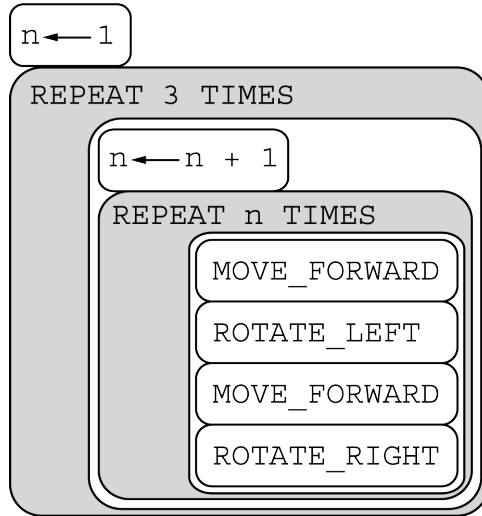 n ← 1
REPEAT 3 TIMES
n ← n + 1
REPEAT n TIMES
MOVE_FORWARD
ROTATE_LEFT
MOVE_FORWARD
ROTATE_RIGHT